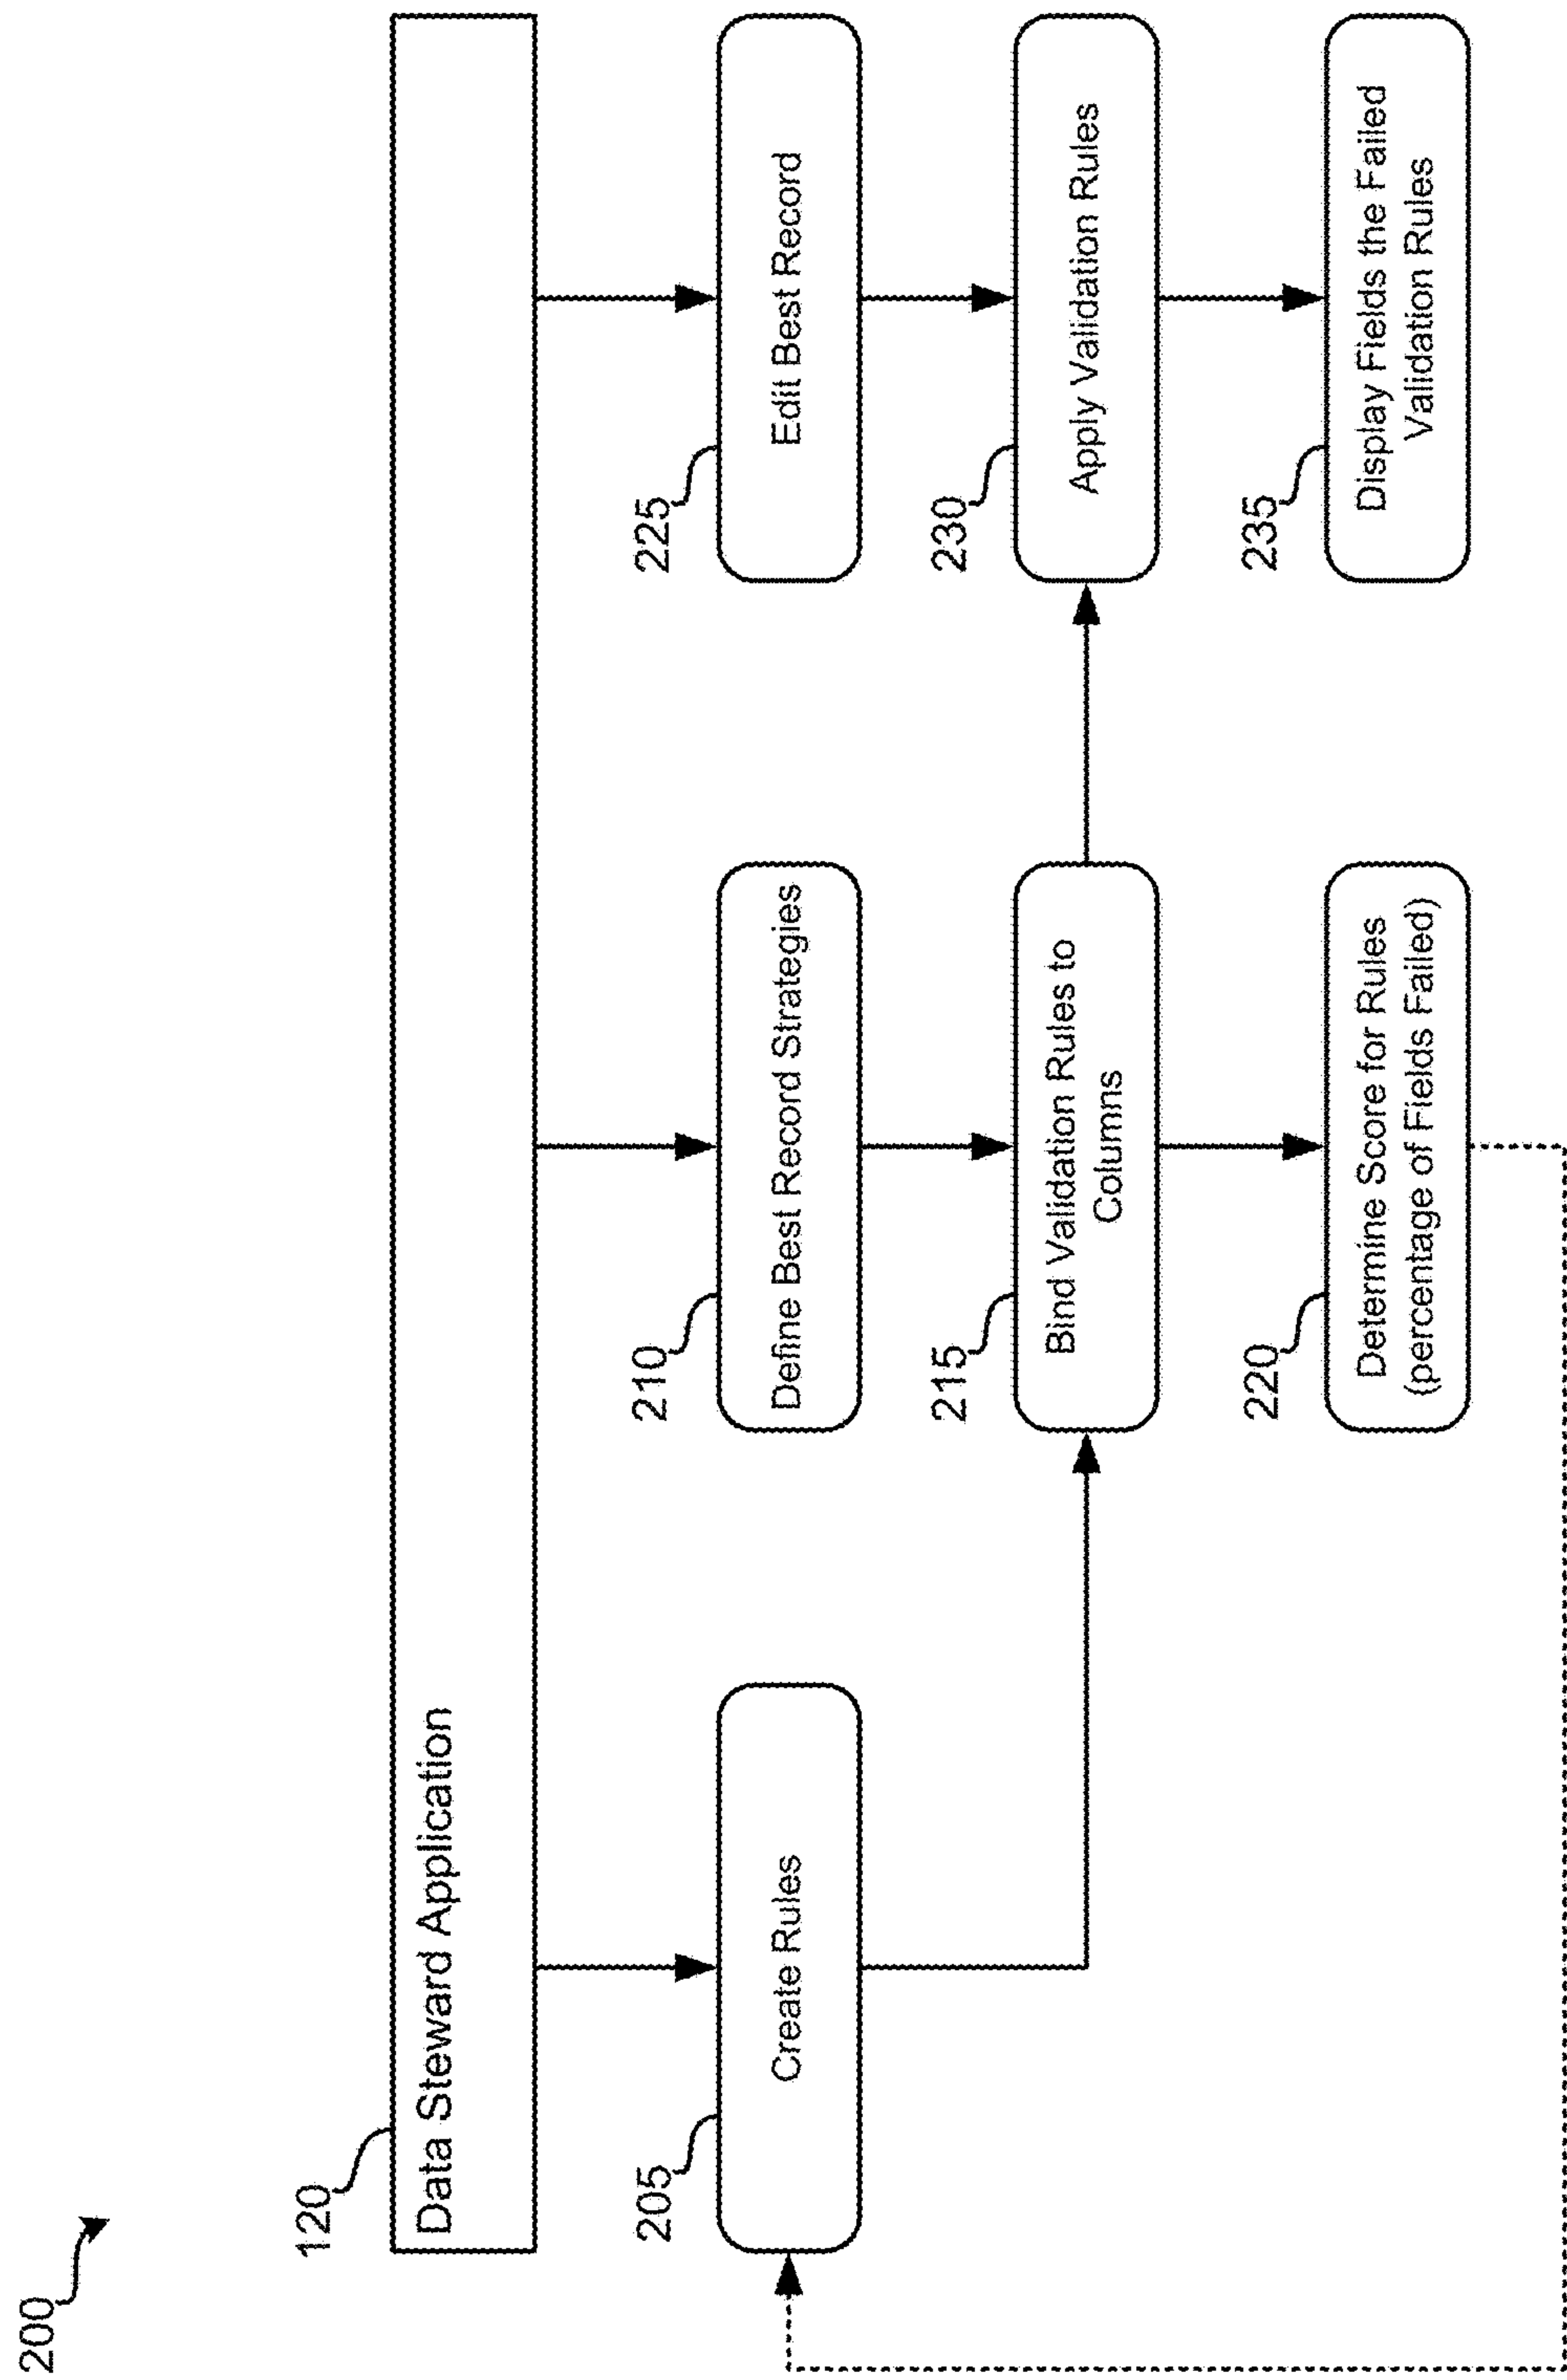 200
120
Data Steward Application
205
Create Rules
210
Define Best Record Strategies
225
Edit Best Record
215
Bind Validation Rules to
Columns
230
Apply Validation Rules
220
Determine Score for Rules
(percentage of Fields Failed)
235
Display Fields the Failed
Validation Rules